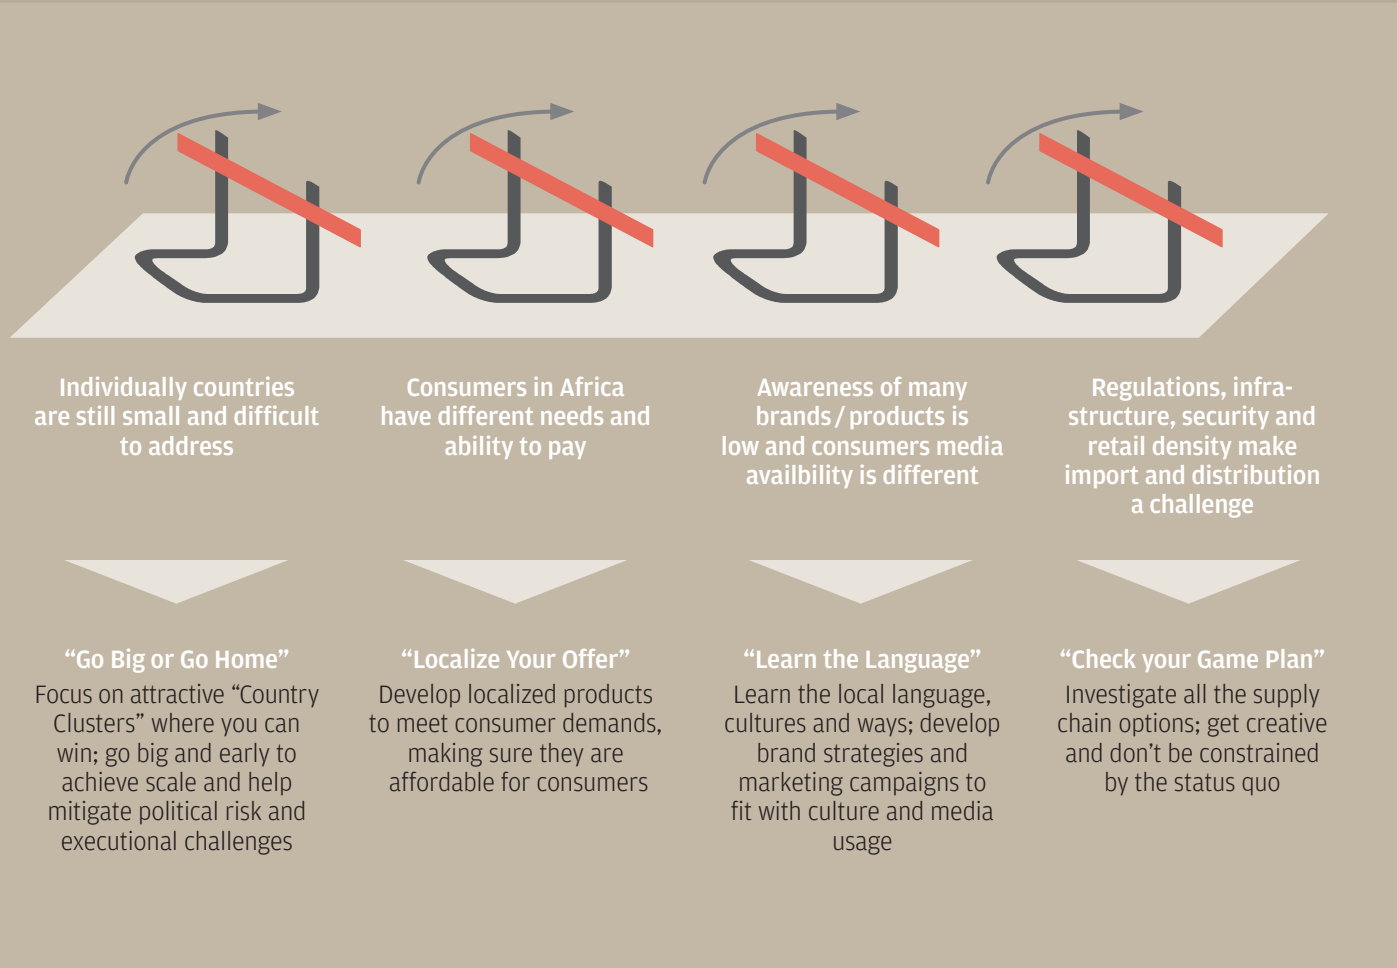 Individually countries
are still small and difficult
to address
Consumers in Africa
have different needs and
ability to pay
Awareness of many
brands / products is
low and consumers media
availbility is different
Regulations, infra-
structure, security and
retail density make
import and distribution
a challenge
“Go Big or Go Home”
Focus on attractive “Country
Clusters” where you can
win; go big and early to
achieve scale and help
mitigate political risk and
executional challenges
“Localize Your Offer”
Develop localized products
to meet consumer demands,
making sure they are
affordable for consumers
“Learn the Language”
Learn the local language,
cultures and ways; develop
brand strategies and
marketing campaigns to
fit with culture and media
usage
“Check your Game Plan”
Investigate all the supply
chain options; get creative
and don’t be constrained
by the status quo